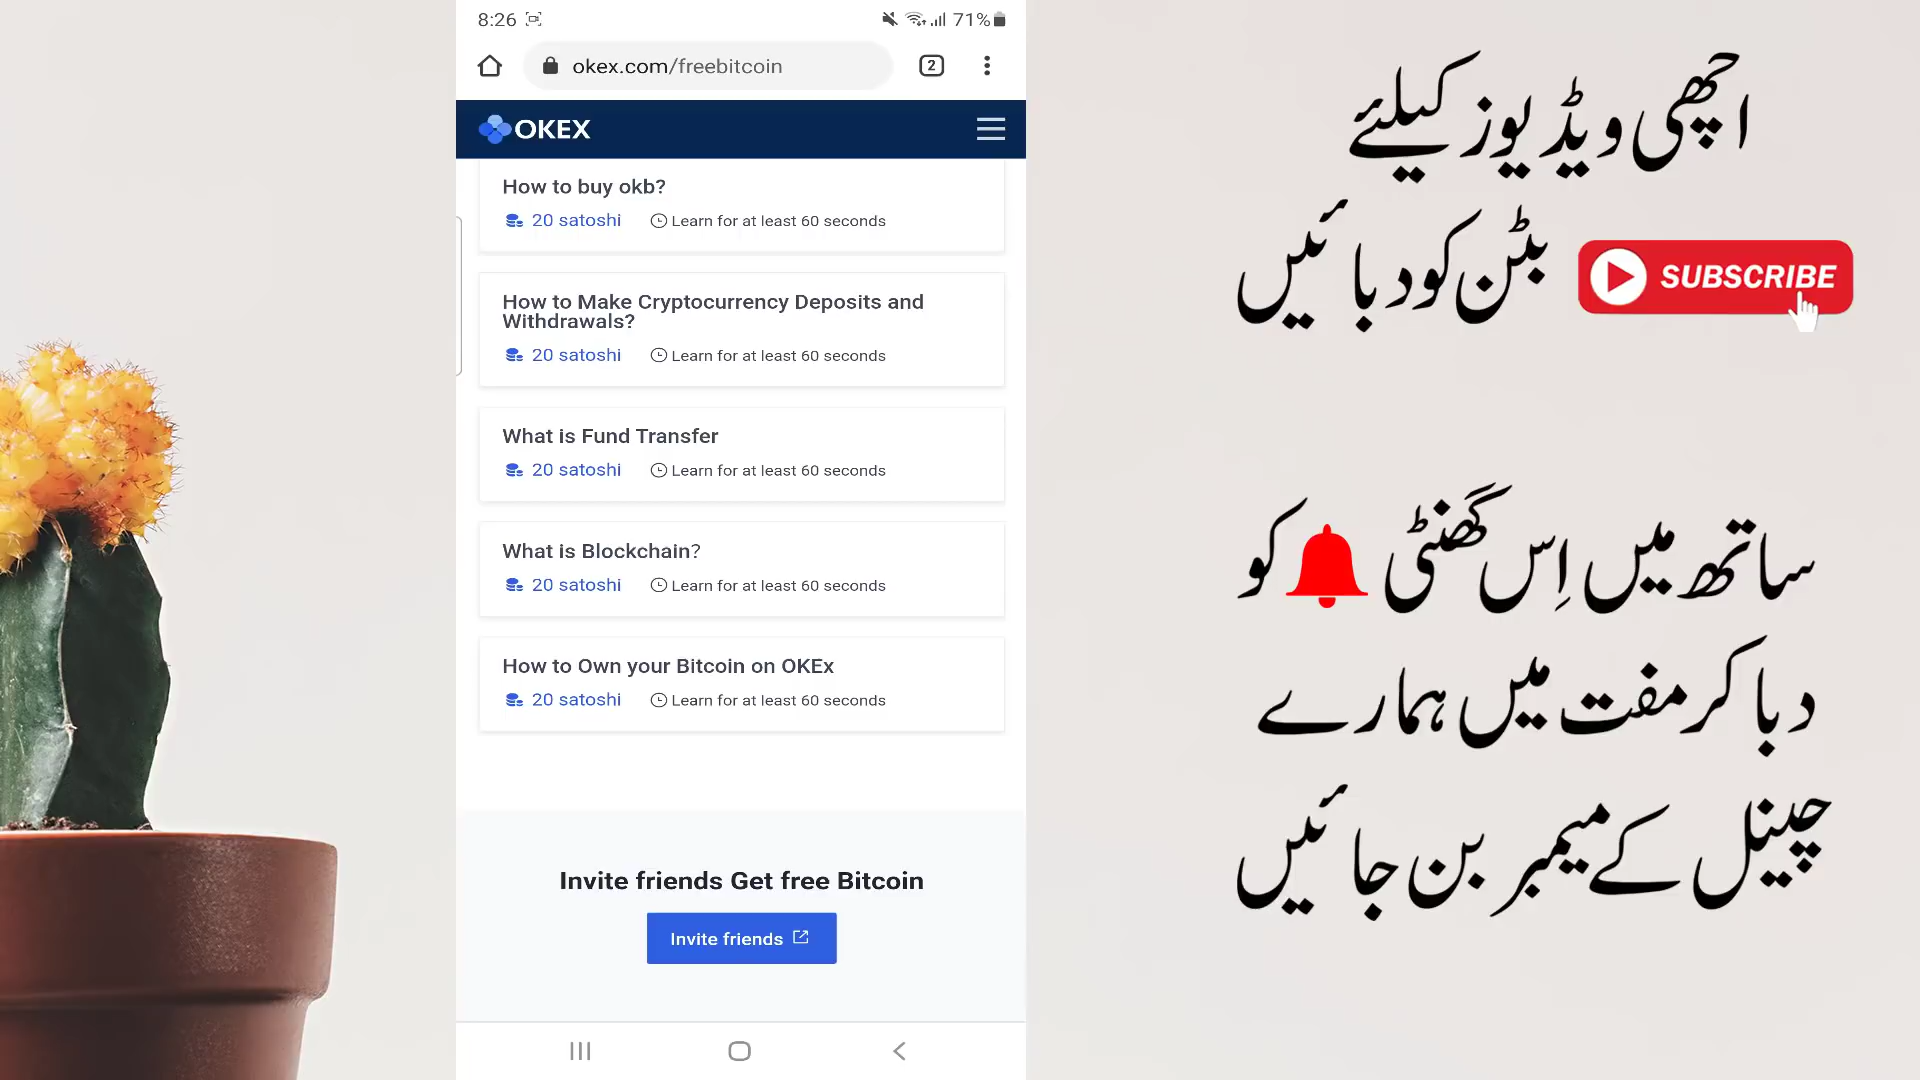 8:26
71%
okex.com/freebitcoin
2
OKEX
How to buy okb?
20 satoshi Learn for at least 60 seconds
How to Make Cryptocurrency Deposits and
Withdrawals?
20 satoshi Learn for at least 60 seconds
What is Fund Transfer
20 satoshi Learn for at least 60 seconds
What is Blockchain?
20 satoshi Learn for at least 60 seconds
How to Own your Bitcoin on OKEx
20 satoshi Learn for at least 60 seconds
Invite friends Get free Bitcoin
Invite friends
اچھی ویڈیوز کیلئے
بٹن کو دبائیں
SUBSCRIBE
ساتھ میں اِس گھنٹی کو
دبا کر مفت میں ہمارے
چینل کے میمبر بن جائیں